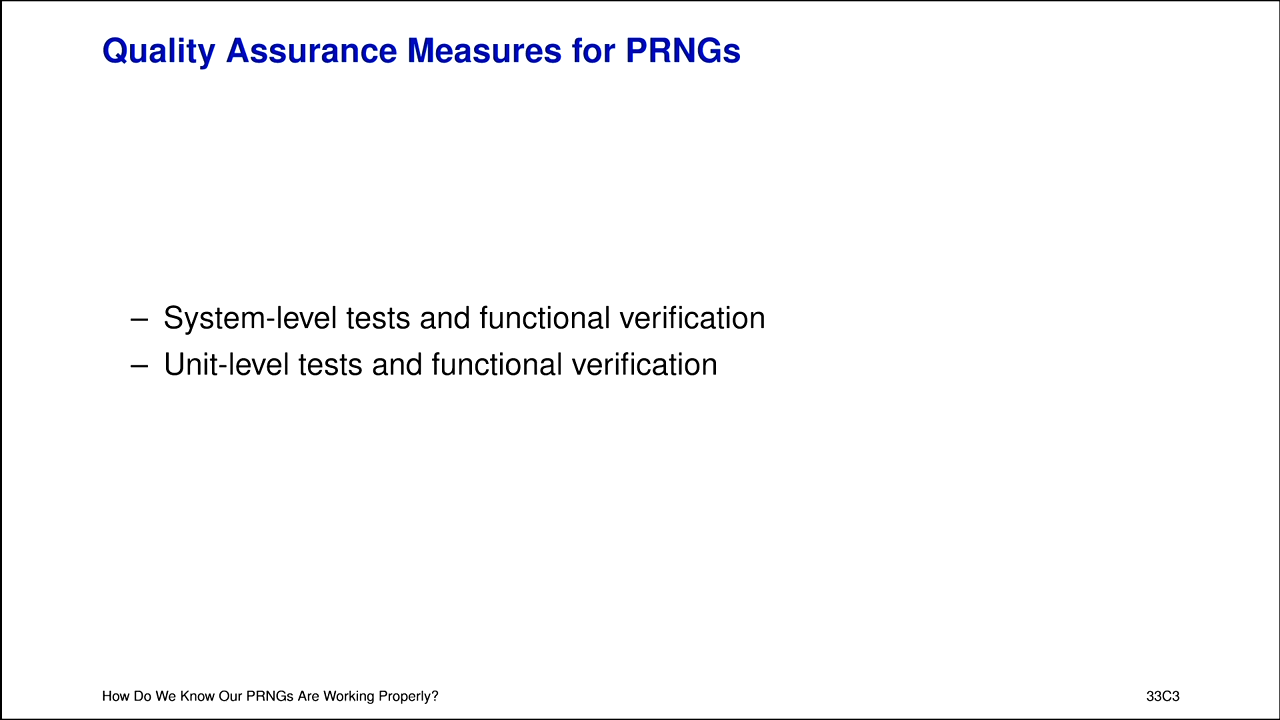 Quality Assurance Measures for PRNGs
– System-level tests and functional verification
– Unit-level tests and functional verification
How Do We Know Our PRNGs Are Working Properly?
33C3